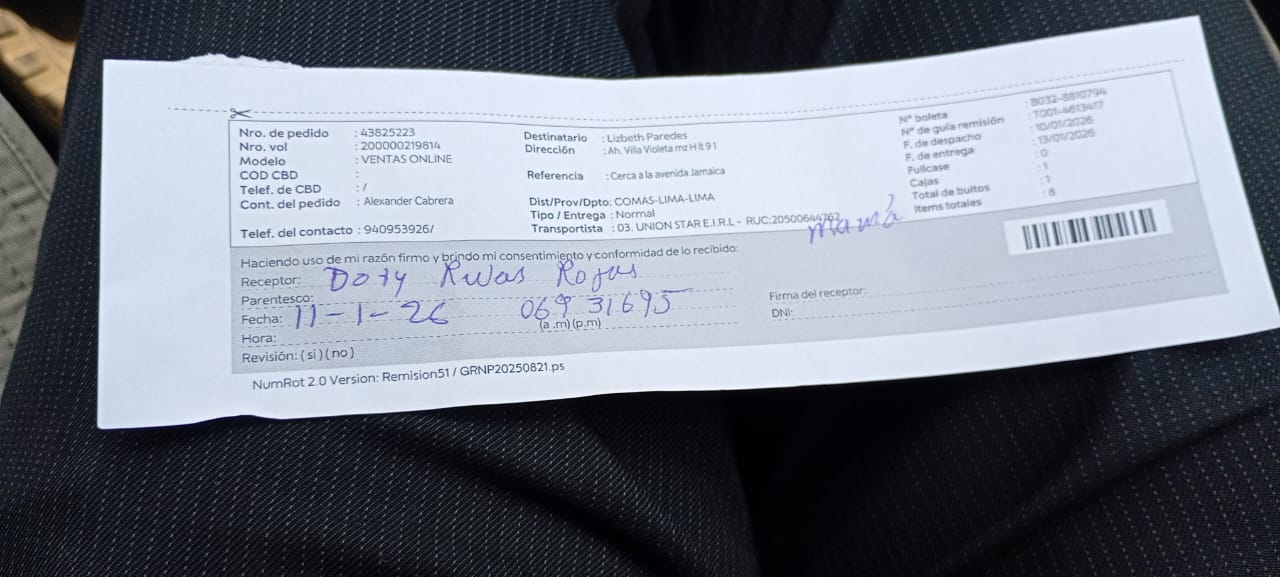 Nro. de pedido : 43825223
Nro. vol : 200000219814
Modelo : VENTAS ONLINE
COD CBD :
Telef. de CBD : /
Cont. del pedido : Alexander Cabrera
Telef. del contacto : 940953926/
Destinatario : Lizbeth Paredes
Dirección : Ah. Villa Violeta mz H lt 91
Referencia : Cerca a la avenida Jamaica
Dist/Prov/Dpto: COMAS-LIMA-LIMA
Tipo / Entrega : Normal
Transportista : 03. UNION STAR E.I.R.L - RUC:20500644762
N° boleta : B032-8810794
N° de guía remisión : T001-4613417
F. de despacho : 10/01/2026
F. de entrega : 13/01/2026
Fullcase : 0
Cajas : 1
Total de bultos : 1
Items totales : 8
mamá
Haciendo uso de mi razón firmo y brindo mi consentimiento y conformidad de lo recibido:
Receptor: Doty Rivas Rojas
Parentesco:
Fecha: 11-1-26 06931695
Hora: (a .m) (p.m)
Revisión: ( si ) ( no )
Firma del receptor:
DNI:
NumRot 2.0 Version: Remision51 / GRNP20250821.ps